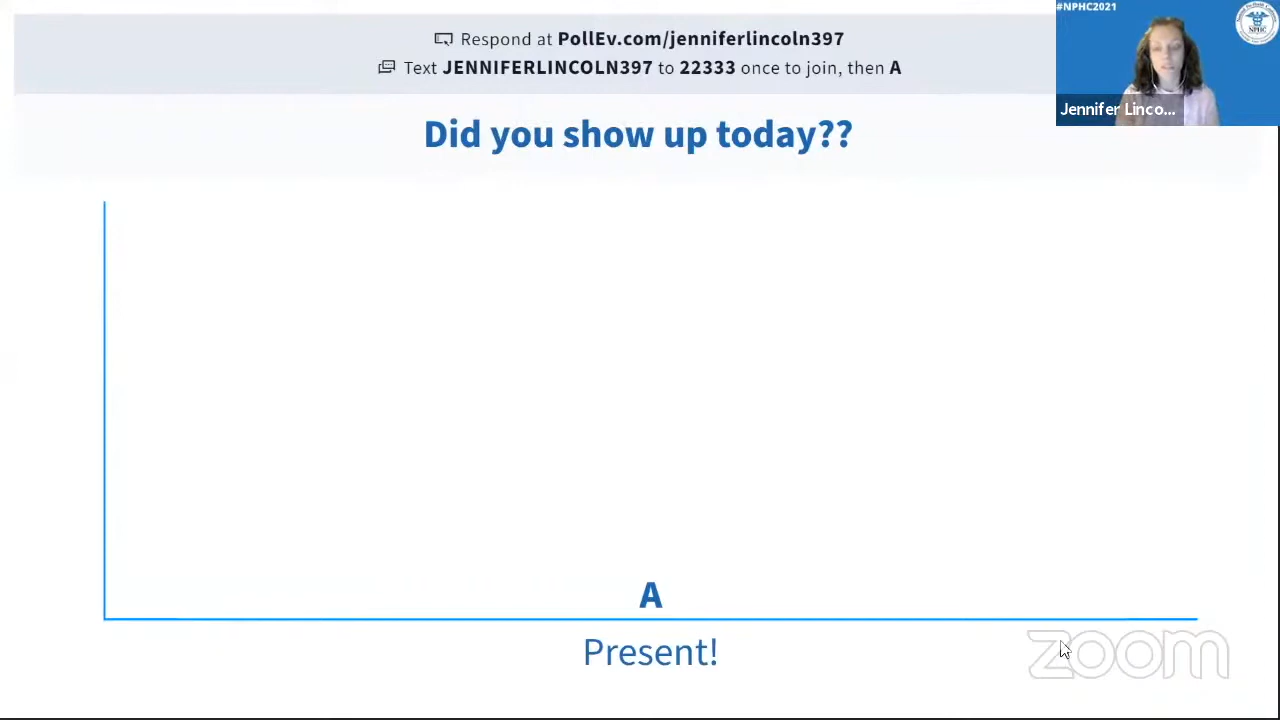 Respond at PollEv.com/jenniferlincoln397
Text JENNIFERLINCOLN397 to 22333 once to join, then A
#NPHC2021
NPHC
Jennifer Linco...
Did you show up today??
A
Present!
zoom